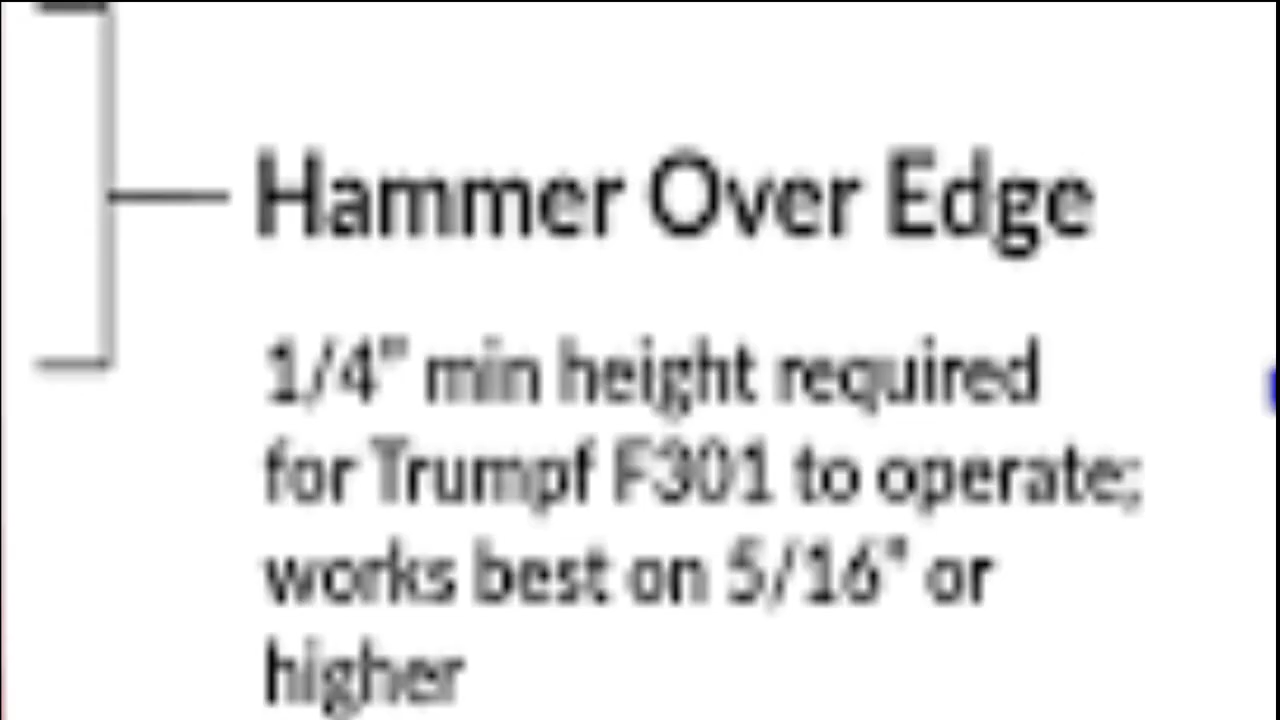 Hammer Over Edge
1/4" min height required
for Trumpf F301 to operate;
works best on 5/16" or
higher